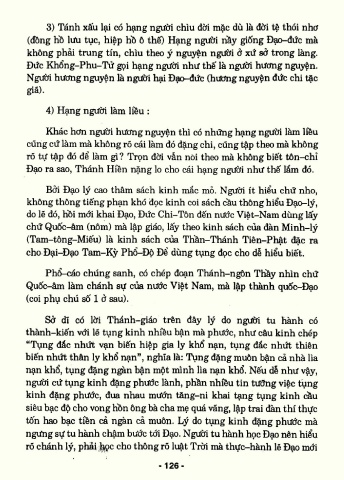 3) Tánh xấu lại có hạng người chìu đời mặc dù là đời tệ thói nhơ
(đồng hồ lưu tục, hiệp hồ ô thế) Hạng người nầy giống Đạo-đức mà
không phải trung tín, chìu theo ý nguyện người ở xứ sở trong làng.
Đức Khổng-Phu-Tử gọi hạng người như thế là người hương nguyện.
Người hương nguyện là người hại Đạo-đức (hương nguyện đức chi tặc
giã).
4) Hạng người làm liều :
Khác hơn người hương nguyện thì có những hạng người làm liều
cũng cứ làm mà không rõ cái làm đó đặng chi, cũng tập theo mà không
rõ tự tập đó để làm gì? Trọn đời vẫn noi theo mà không biết tôn-chỉ
Đạo ra sao, Thánh Hiền nặng lo cho cái hạng người như thế lắm đó.
Bởi Đạo lý cao thâm sách kinh mắc mỏ. Người ít hiểu chữ nho,
không thông tiếng phạn khó đọc kinh coi sách cầu thông hiểu Đạo-lý,
do lẽ đó, hồi mới khai Đạo, Đức Chí-Tôn đến nước Việt-Nam dùng lấy
chữ Quốc-âm (nôm) mà lập giáo, lấy theo kinh sách của đàn Minh-lý
(Tam-tông-Miếu) là kinh sách của Thần-Thánh Tiên-Phật đặt ra
cho Đại-Đạo Tam-Kỳ Phổ-Độ Để dùng tụng đọc cho dễ hiểu biết.
Phổ-cáo chúng sanh, có chép đoạn Thánh-ngôn Thầy nhìn chữ
Quốc-âm làm chánh sự của nước Việt Nam, mà lập thành quốc-Đạo
(coi phụ chú số 1 ở sau).
Sở dĩ có lời Thánh-giáo trên đây lý do người tu hành có
thành-kiến với lẽ tụng kinh nhiều bận mà phước, như câu kinh chép
"Tụng đắc nhứt vạn biến hiệp gia ly khổ nạn, tụng đắc nhứt thiên
biến nhứt thân ly khổ nạn", nghĩa là: Tụng đặng muôn bận cả nhà lìa
nạn khổ, tụng đặng ngàn bận một mình lìa nạn khổ. Nếu dễ như vậy,
người cứ tụng kinh đặng phước lành, phần nhiều tin tưởng việc tụng
kinh đặng phước, đua nhau mướn tăng-ni khai tạng tụng kinh cầu
siêu bạc độ cho vong hồn ông bà cha mẹ quá vãng, lập trai đàn thí thực
tốn hao bạc tiền cả ngàn cả muôn. Lý do tụng kinh đặng phước mà
ngưng sự tu hành chậm bước tới Đạo. Người tu hành học Đạo nên hiểu
rõ chánh lý, phải học cho thông rõ luật Trời mà thực-hành lẽ Đạo mới
- 126 -